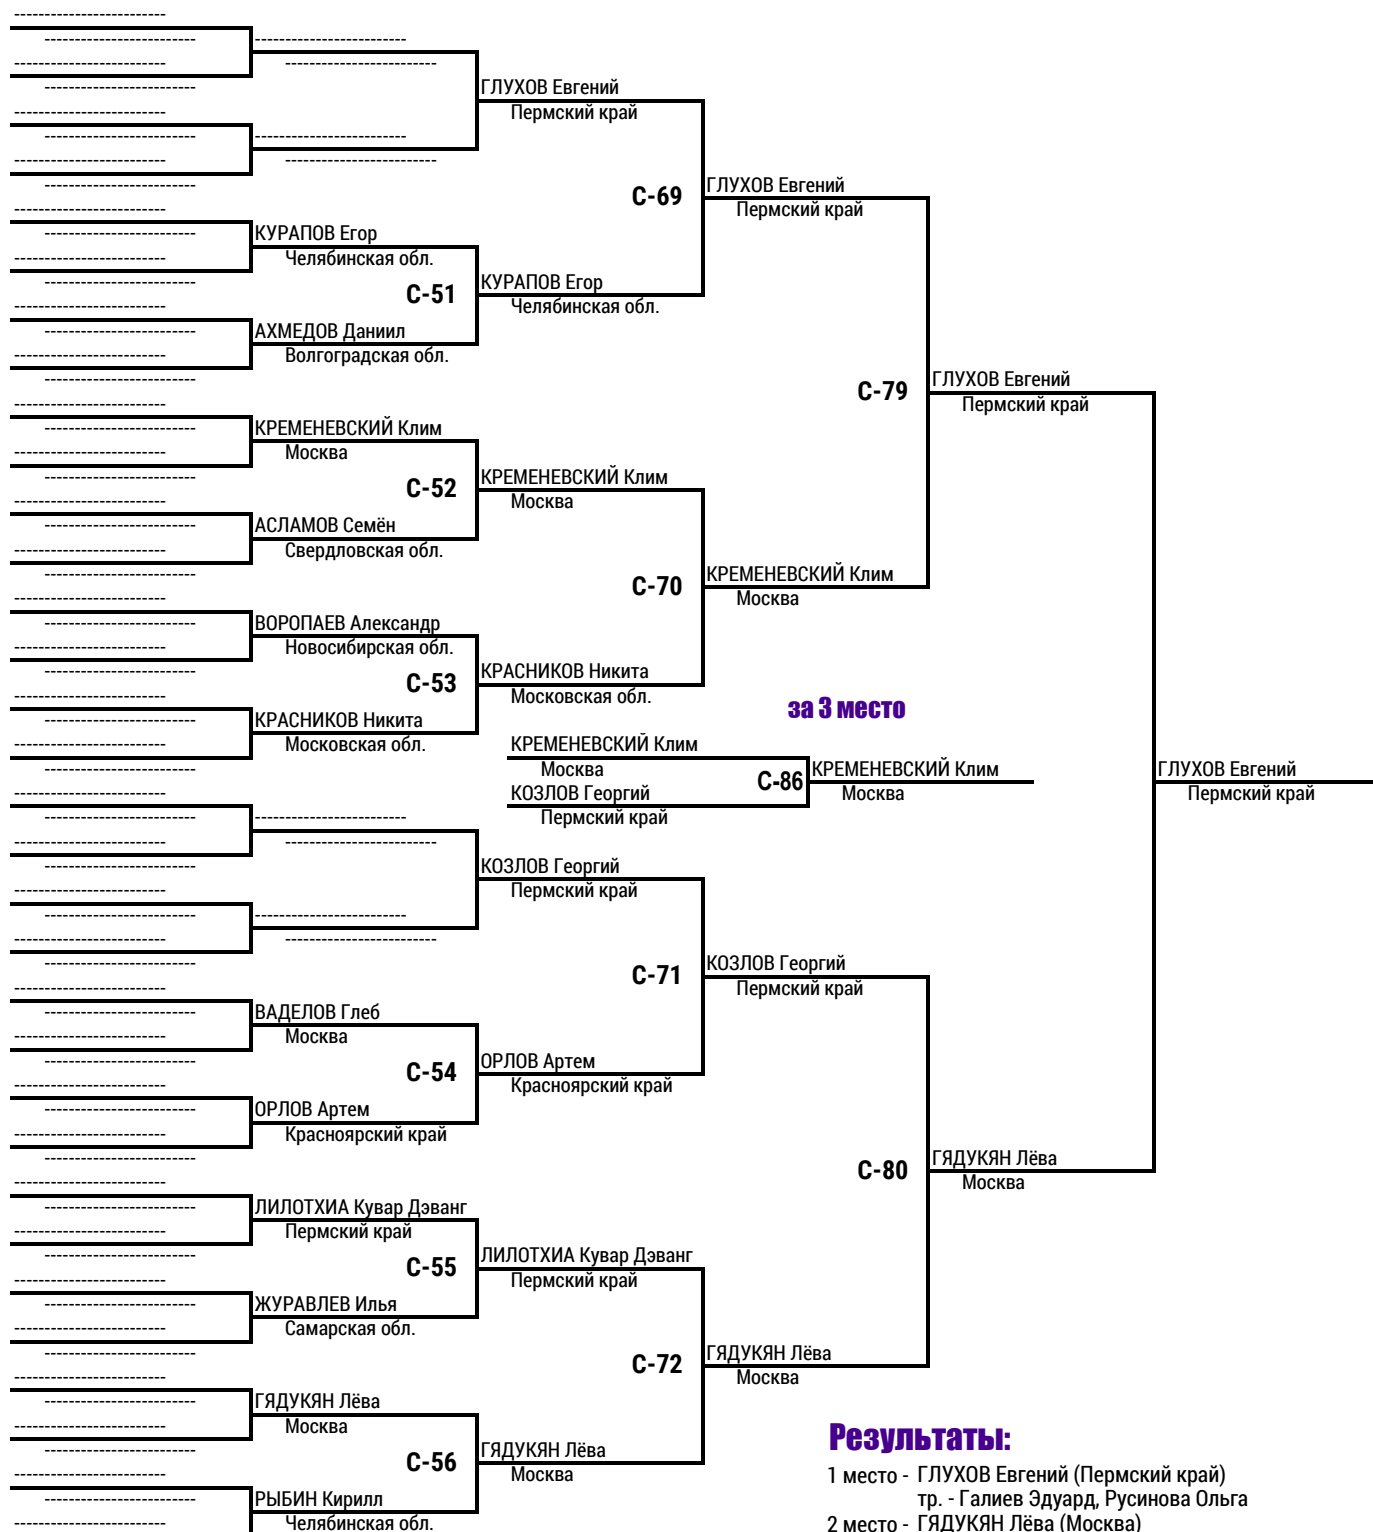 ГЛУХОВ Евгений
Пермский край
С-69
ГЛУХОВ Евгений
Пермский край
КУРАПОВ Егор
Челябинская обл.
С-51
КУРАПОВ Егор
Челябинская обл.
АХМЕДОВ Даниил
Волгоградская обл.
С-79
ГЛУХОВ Евгений
Пермский край
КРЕМЕНЕВСКИЙ Клим
Москва
С-52
КРЕМЕНЕВСКИЙ Клим
Москва
АСЛАМОВ Семён
Свердловская обл.
С-70
КРЕМЕНЕВСКИЙ Клим
Москва
ВОРОПАЕВ Александр
Новосибирская обл.
С-53
КРАСНИКОВ Никита
Московская обл.
КРАСНИКОВ Никита
Московская обл.
за 3 место
КРЕМЕНЕВСКИЙ Клим
Москва
С-86
КОЗЛОВ Георгий
Пермский край
КРЕМЕНЕВСКИЙ Клим
Москва
ГЛУХОВ Евгений
Пермский край
КОЗЛОВ Георгий
Пермский край
С-71
КОЗЛОВ Георгий
Пермский край
ВАДЕЛОВ Глеб
Москва
С-54
ОРЛОВ Артем
Красноярский край
ОРЛОВ Артем
Красноярский край
С-80
ГЯДУКЯН Лёва
Москва
ЛИЛОТХИА Кувар Дэванг
Пермский край
С-55
ЛИЛОТХИА Кувар Дэванг
Пермский край
ЖУРАВЛЕВ Илья
Самарская обл.
С-72
ГЯДУКЯН Лёва
Москва
ГЯДУКЯН Лёва
Москва
С-56
ГЯДУКЯН Лёва
Москва
РЫБИН Кирилл
Челябинская обл.
Результаты:
1 место - ГЛУХОВ Евгений (Пермский край)
тр. - Галиев Эдуард, Русинова Ольга
2 место - ГЯДУКЯН Лёва (Москва)